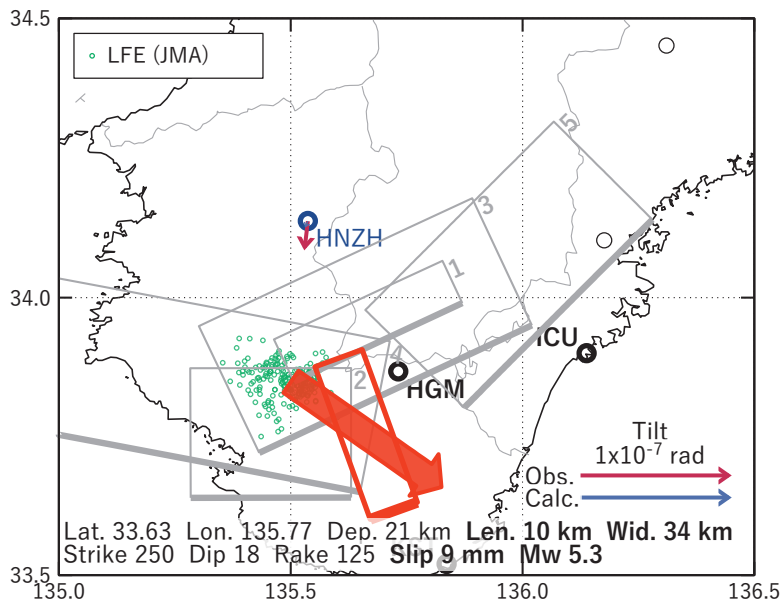 34.5
LFE (JMA)
5
3
HNZH
1
34.0
ICU
4
2
HGM
Tilt
1x10⁻⁷ rad
Obs.
Calc.
Lat. 33.63 Lon. 135.77 Dep. 21 km Len. 10 km Wid. 34 km
Strike 250 Dip 18 Rake 125 Slip 9 mm Mw 5.3
33.5
135.0 135.5 136.0 136.5